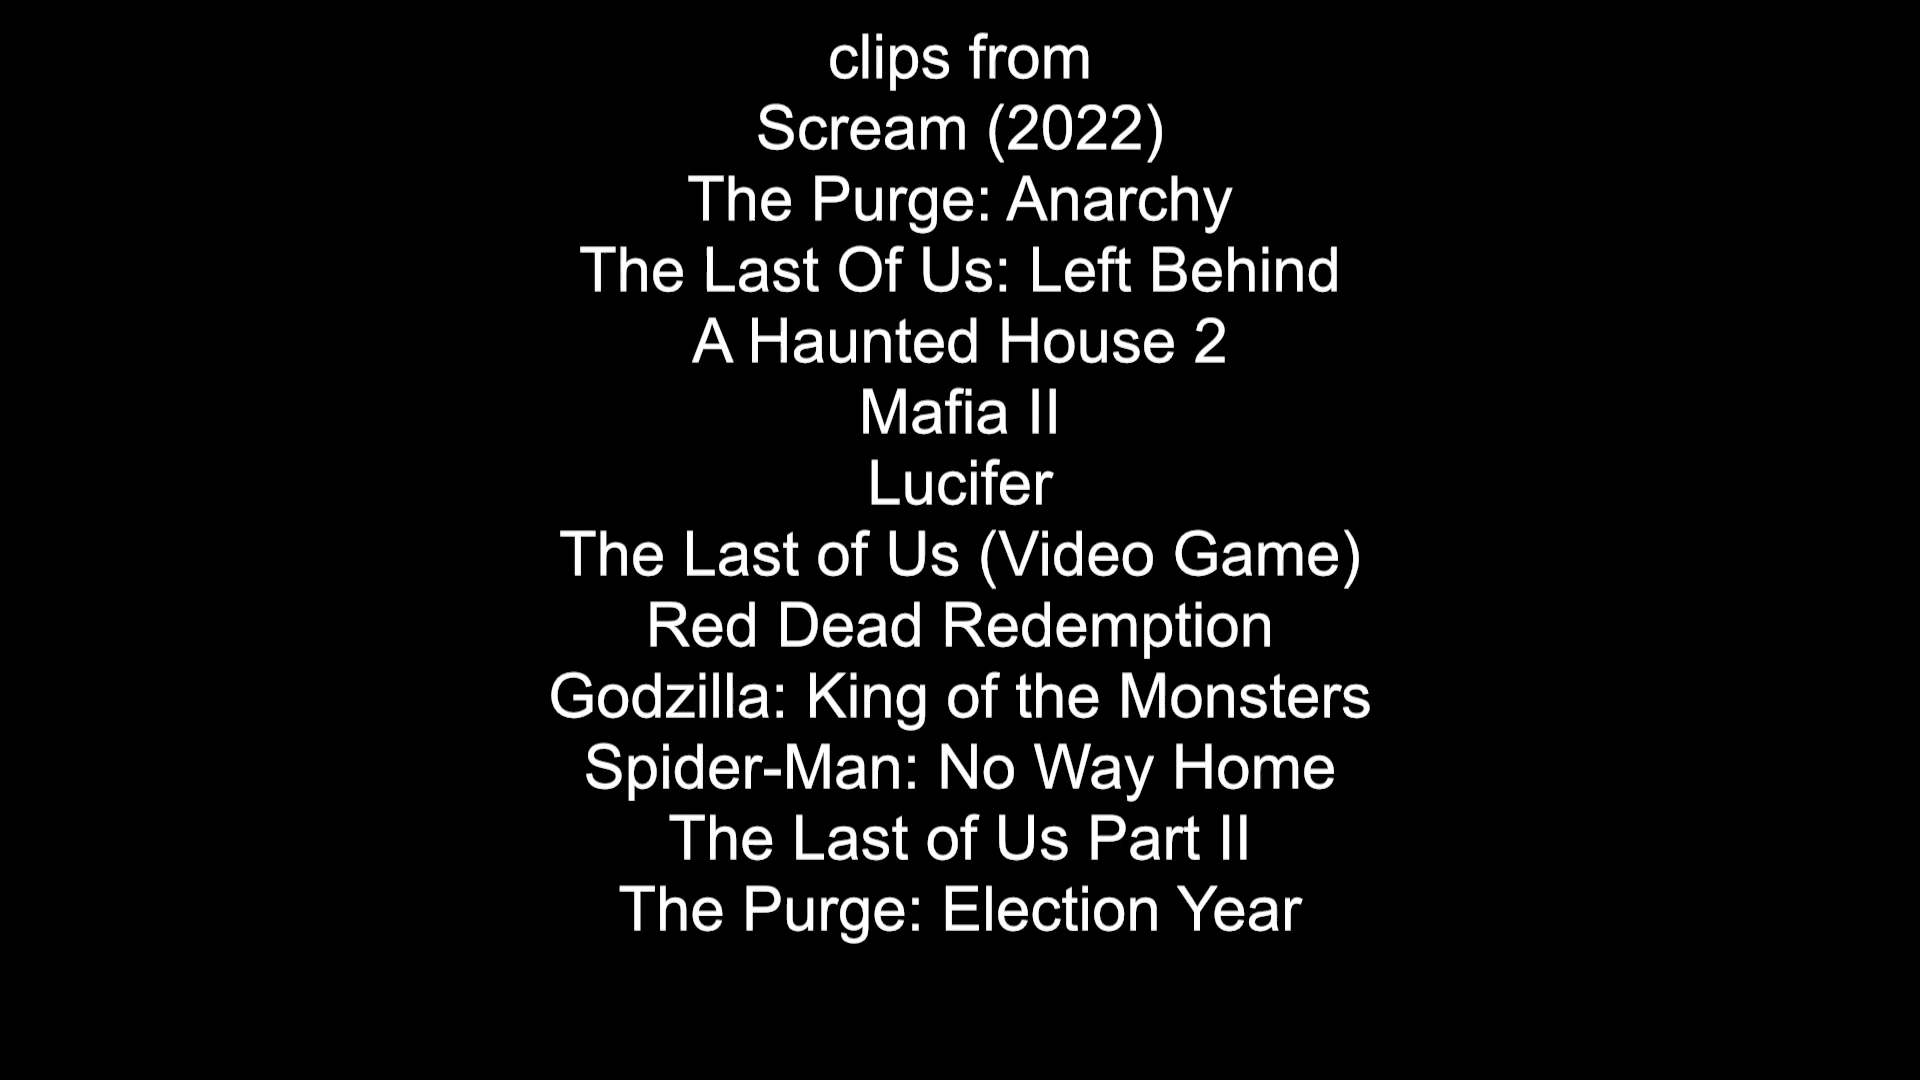 clips from
Scream (2022)
The Purge: Anarchy
The Last Of Us: Left Behind
A Haunted House 2
Mafia II
Lucifer
The Last of Us (Video Game)
Red Dead Redemption
Godzilla: King of the Monsters
Spider-Man: No Way Home
The Last of Us Part II
The Purge: Election Year